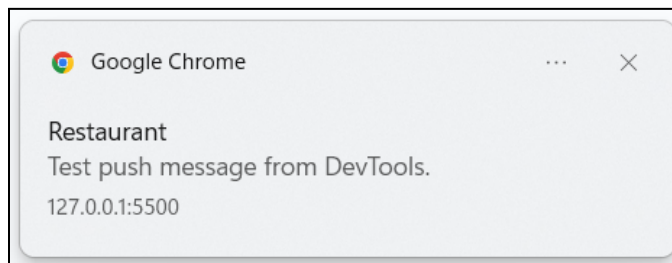 Google Chrome ...
Restaurant
Test push message from DevTools.
127.0.0.1:5500